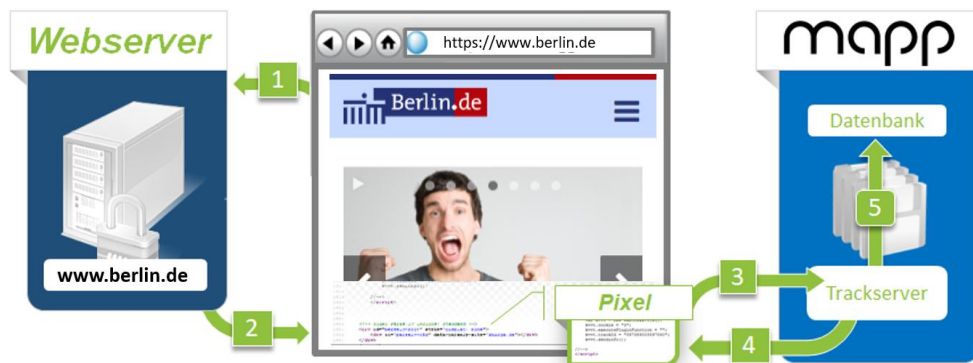 Webserver
www.berlin.de
1
2
https://www.berlin.de
Berlin.de
Pixel
//-->
</script>
3
4
mapp
Datenbank
5
Trackserver